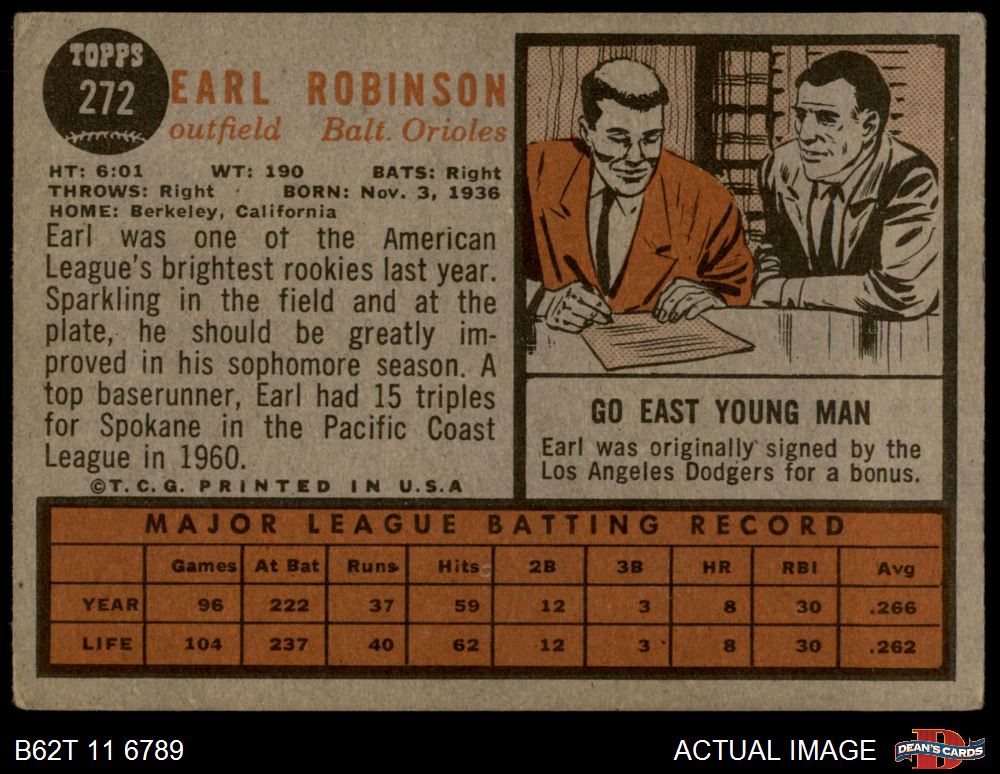 TOPPS
272
EARL ROBINSON
outfield Balt. Orioles
HT: 6:01 WT: 190 BATS: Right
THROWS: Right BORN: Nov. 3, 1936
HOME: Berkeley, California
Earl was one of the American
League's brightest rookies last year.
Sparkling in the field and at the
plate, he should be greatly im-
proved in his sophomore season. A
top baserunner, Earl had 15 triples
for Spokane in the Pacific Coast
League in 1960.
©T.C.G. PRINTED IN U.S.A
GO EAST YOUNG MAN
Earl was originally signed by the
Los Angeles Dodgers for a bonus.
MAJOR LEAGUE BATTING RECORD
Games At Bat Runs Hits 2B 3B HR RBI Avg
YEAR 96 222 37 59 12 3 8 30 .266
LIFE 104 237 40 62 12 3 8 30 .262
B62T 11 6789
ACTUAL IMAGE
D
DEAN'S CARDS